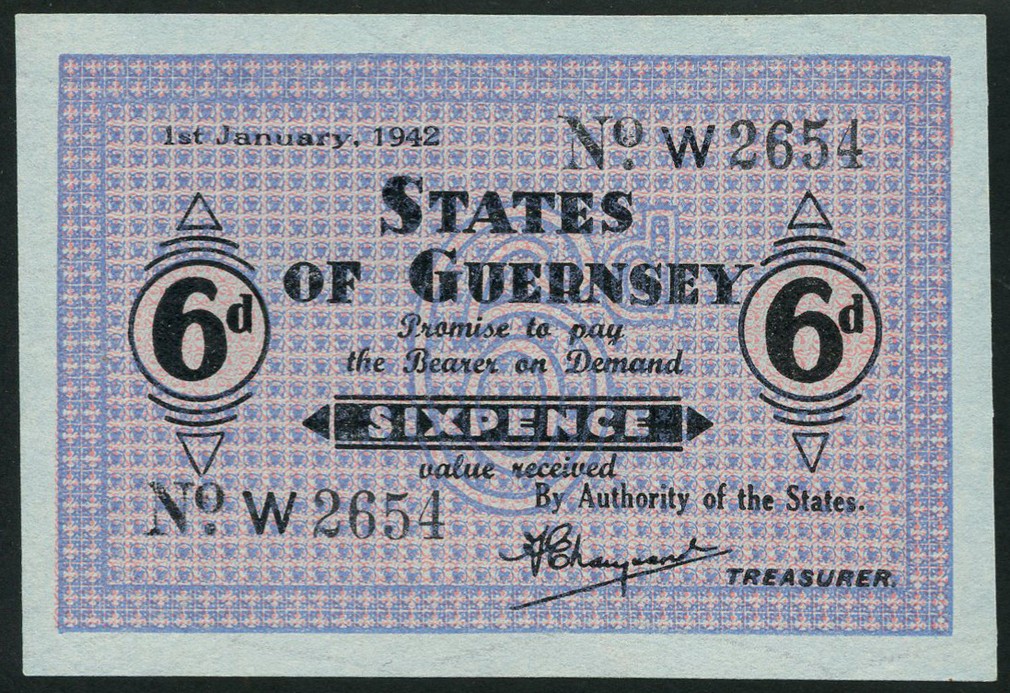 1st January, 1942
No. W 2654
STATES
OF GUERNSEY
6d
6d
Promise to pay
the Bearer on Demand
SIXPENCE
value received
By Authority of the States.
No. W 2654
TREASURER.